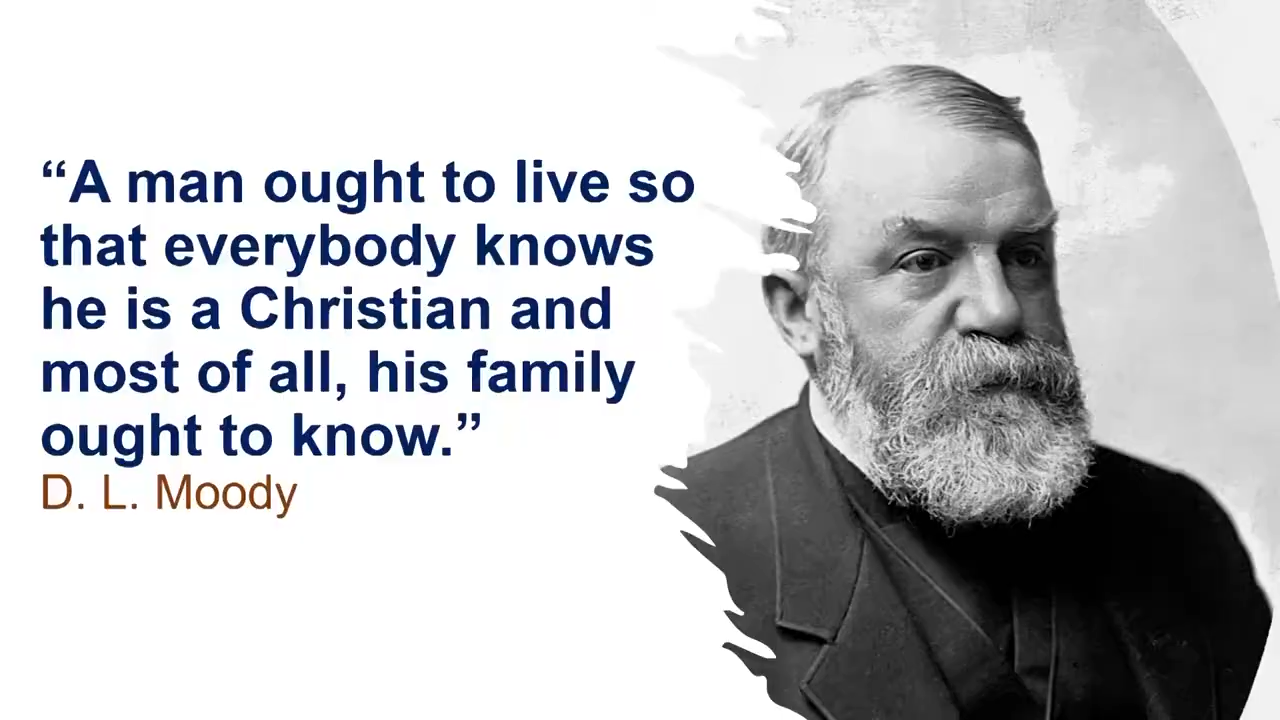 “A man ought to live so
that everybody knows
he is a Christian and
most of all, his family
ought to know.”
D. L. Moody